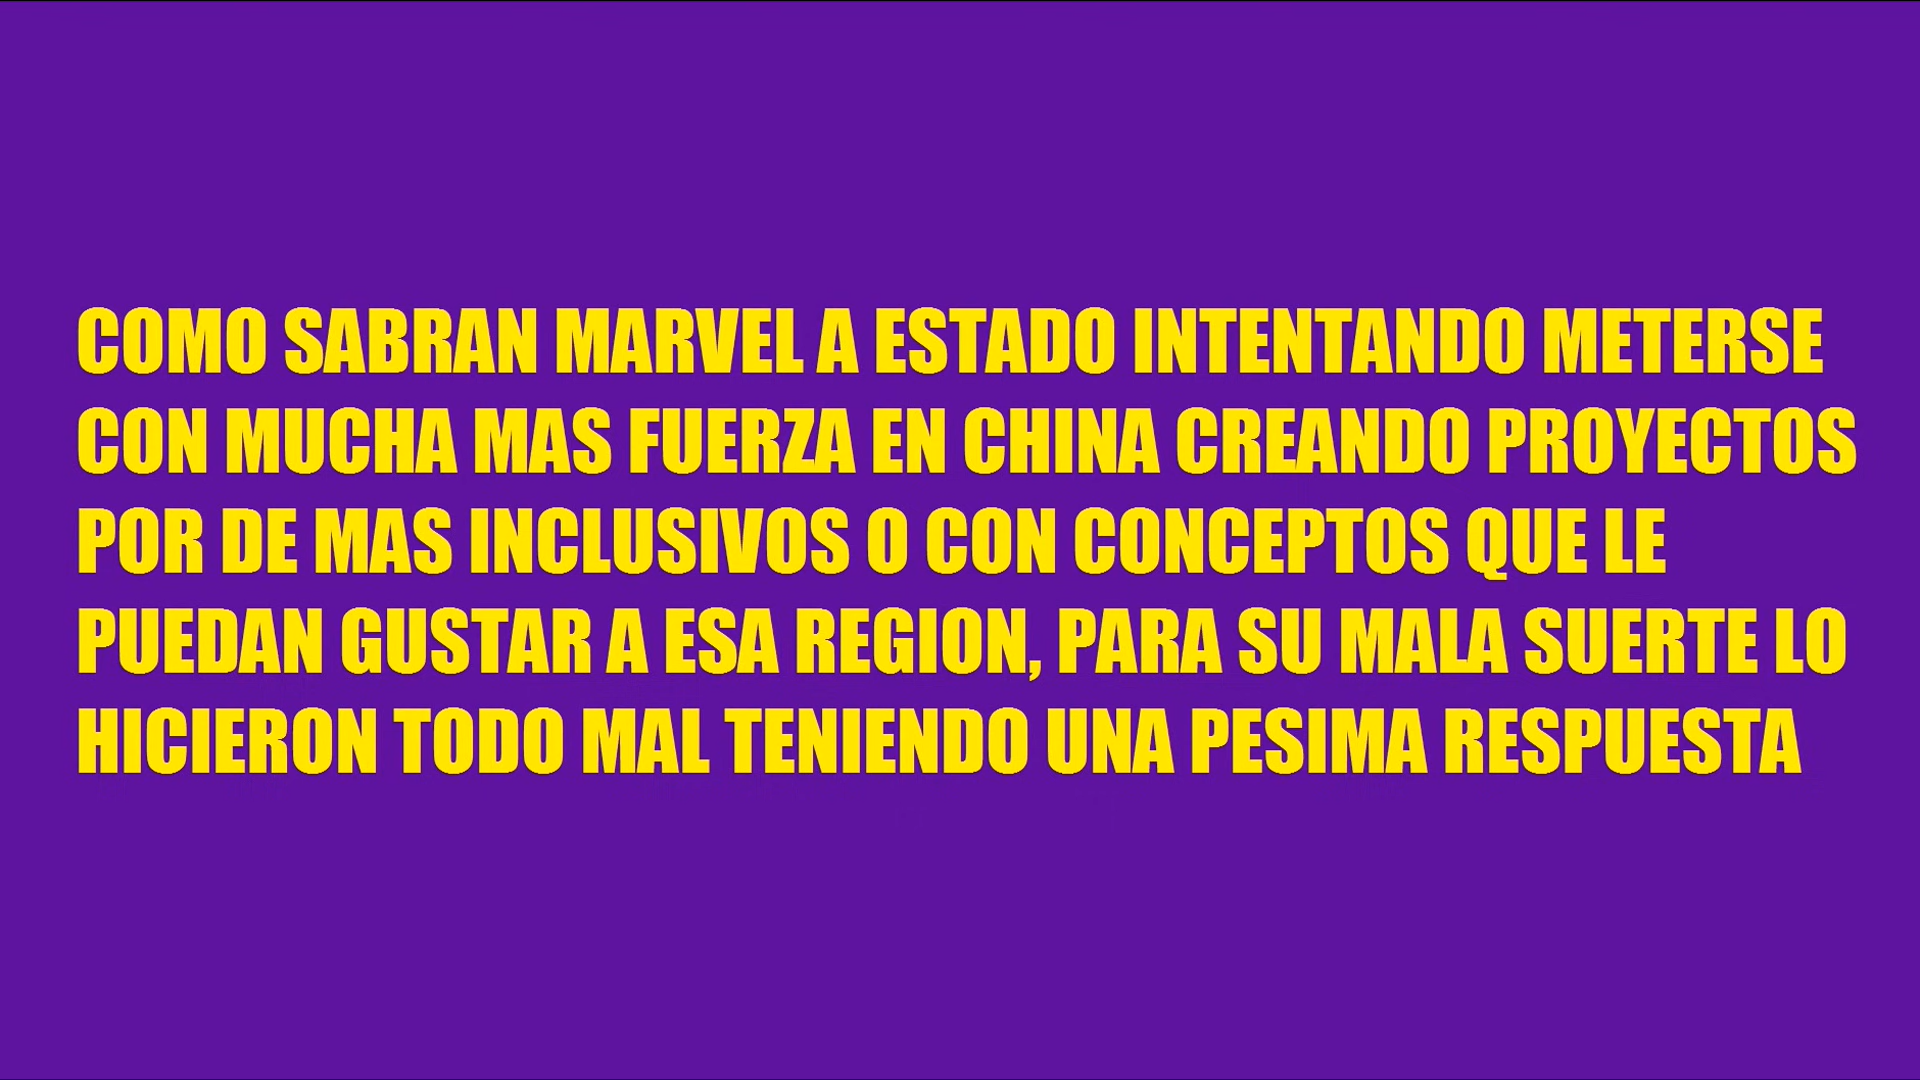 COMO SABRAN MARVEL A ESTADO INTENTANDO METERSE
CON MUCHA MAS FUERZA EN CHINA CREANDO PROYECTOS
POR DE MAS INCLUSIVOS O CON CONCEPTOS QUE LE
PUEDAN GUSTAR A ESA REGION, PARA SU MALA SUERTE LO
HICIERON TODO MAL TENIENDO UNA PESIMA RESPUESTA